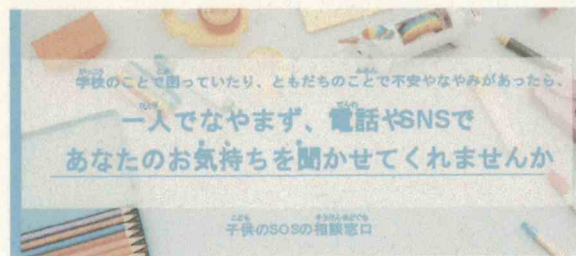 学校のことで困っていたり、ともだちのことで不安やなやみがあったら、
一人でなやまず、電話やSNSで
あなたのお気持ちを聞かせてくれませんか
子供のSOSの相談窓口